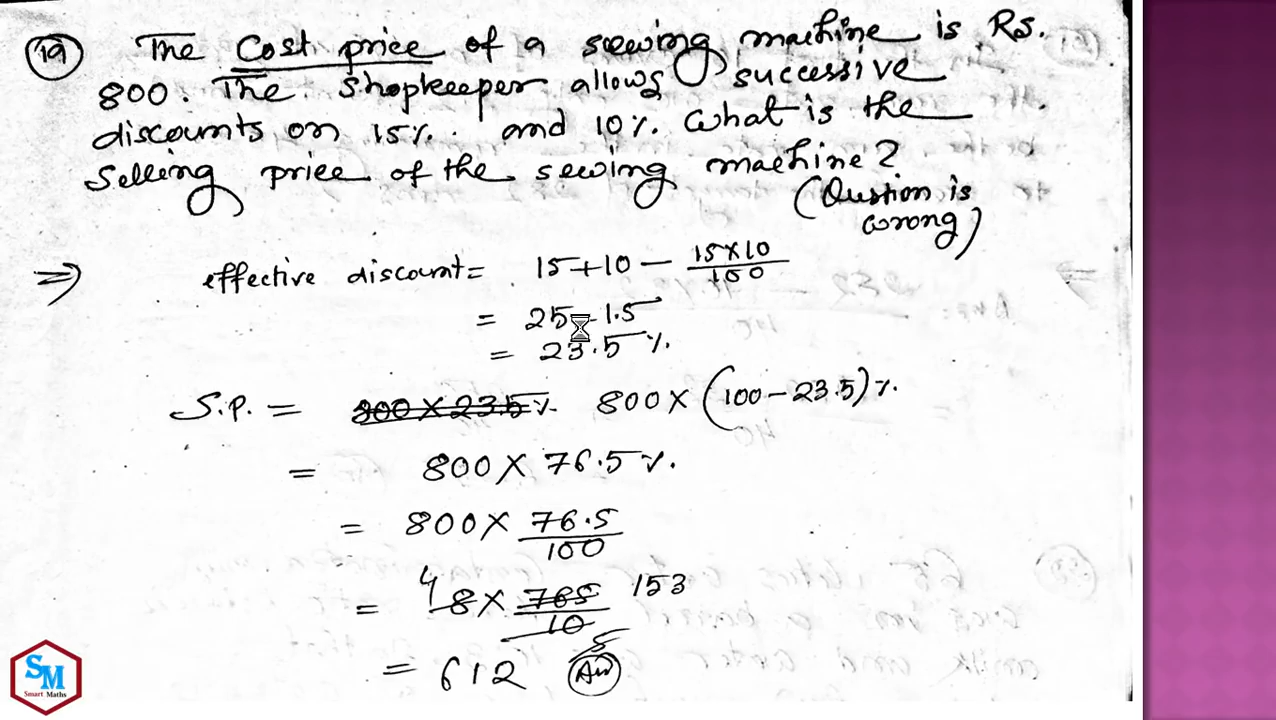 19 The Cost price of a sewing machine is Rs.
800. The shopkeeper allows successive
discounts on 15%. and 10%. What is the
Selling price of the sewing machine?
(Qustion is
wrong)
⇒ effective discount = 15+10 - 15×10/100
= 25-1.5
= 23.5 %.
S.P. = 800 × 23.5% 800 × (100-23.5)%.
= 800 × 76.5 %.
= 800 × 76.5/100
= 4 8 × 765/10 153
5
= 612 Ans
SM
Smart Maths